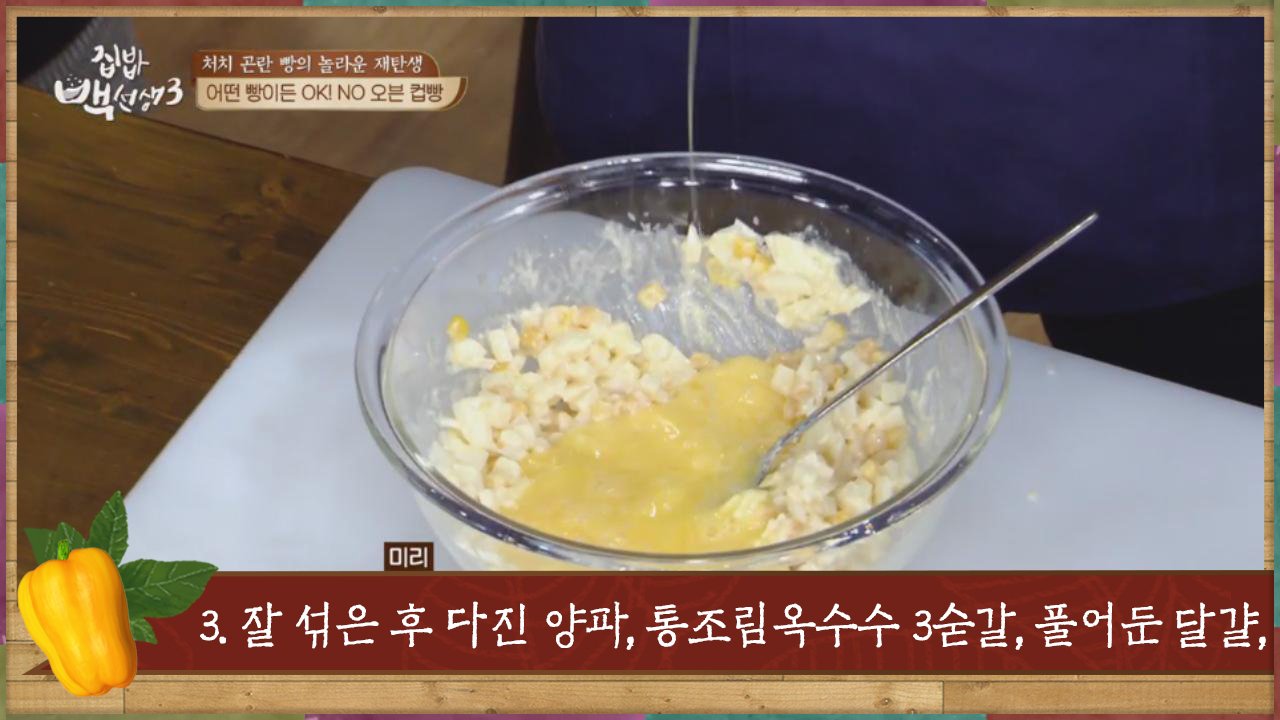 집밥
백선생3
처치 곤란 빵의 놀라운 재탄생
어떤 빵이든 OK! NO 오븐 컵빵
미리
3. 잘 섞은 후 다진 양파, 통조림옥수수 3숟갈, 풀어둔 달걀,